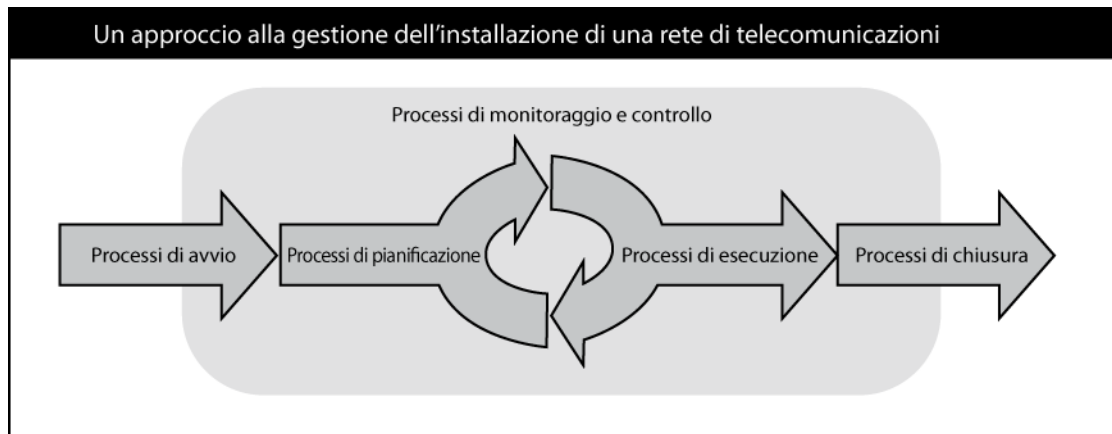 Un approccio alla gestione dell’installazione di una rete di telecomunicazioni
Processi di monitoraggio e controllo
Processi di avvio
Processi di pianificazione
Processi di esecuzione
Processi di chiusura